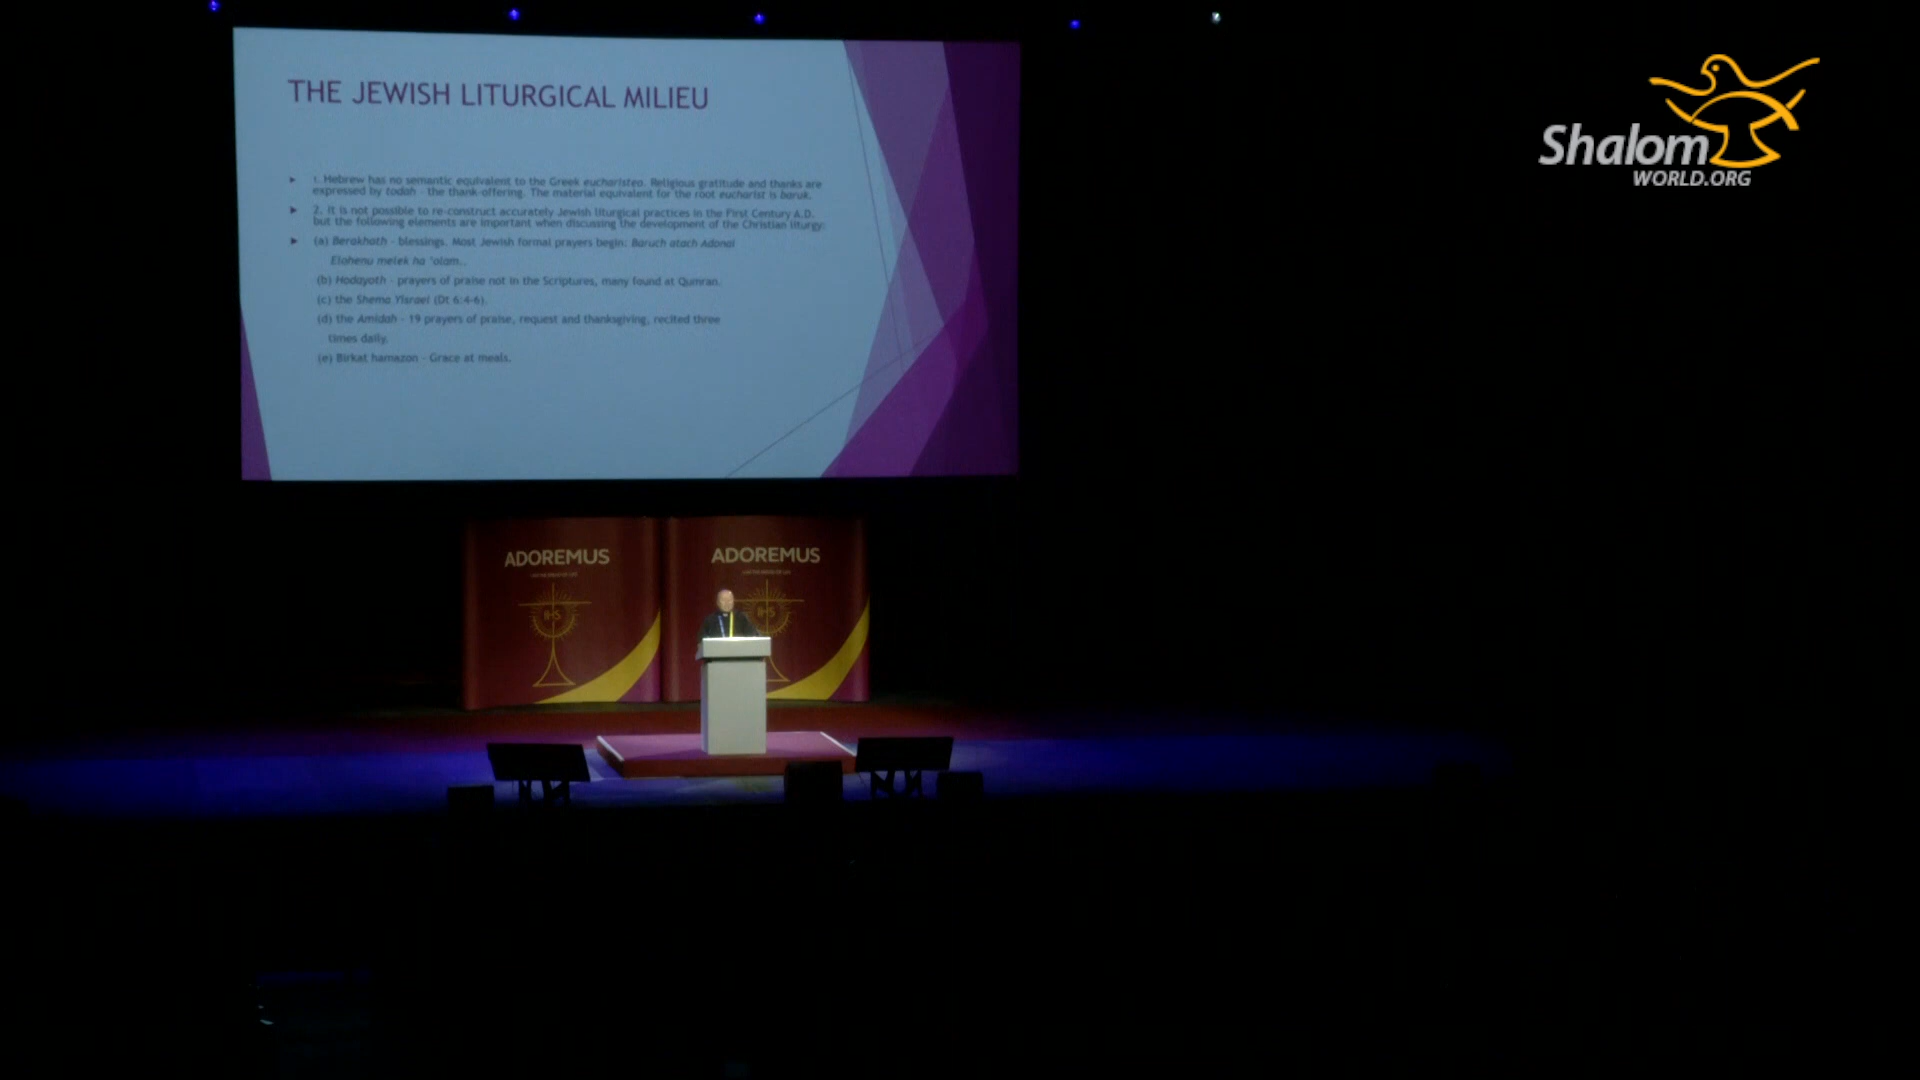 THE JEWISH LITURGICAL MILIEU
1. Hebrew has no semantic equivalent to the Greek eucharisteo. Religious gratitude and thanks are
expressed by todah - the thank-offering. The material equivalent for the root eucharist is baruk.
2. It is not possible to re-construct accurately Jewish liturgical practices in the First Century A.D.
but the following elements are important when discussing the development of the Christian liturgy:
(a) Berakhoth - blessings. Most Jewish formal prayers begin: Baruch atach Adonai
Elohenu melek ha 'olam..
(b) Hodayoth - prayers of praise not in the Scriptures, many found at Qumran.
(c) the Shema Yisrael (Dt 6:4-6).
(d) the Amidah - 19 prayers of praise, request and thanksgiving, recited three
times daily.
(e) Birkat hamazon - Grace at meals.
Shalom
WORLD.ORG
ADOREMUS
IHS
ADOREMUS
IHS